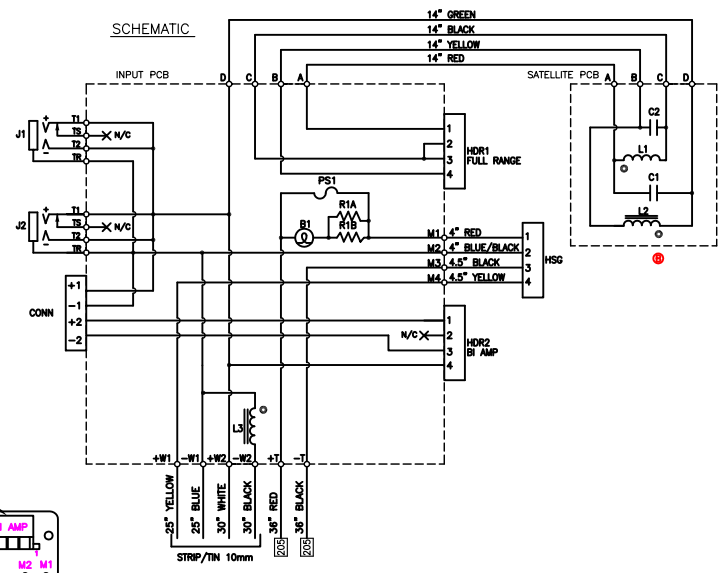 SCHEMATIC
14" GREEN
14" BLACK
14" YELLOW
14" RED
INPUT PCB
D C B A
SATELLITE PCB A B C D
J1
+
-
T1
TS
T2
TR
N/C
J2
+
-
T1
TS
T2
TR
N/C
CONN
+1
-1
+2
-2
1
2
3
4
HDR1
FULL RANGE
PS1
R1A
R1B
B1
M1 4" RED
M2 4" BLUE/BLACK
M3 4.5" BLACK
M4 4.5" YELLOW
1
2
3
4
HSG
N/C
1
2
3
4
HDR2
BI AMP
C2
L1
C1
L2
B
L3
+W1 -W1 +W2 -W2 +T -T
25" YELLOW
25" BLUE
30" WHITE
30" BLACK
36" RED
36" BLACK
205
205
STRIP/TIN 10mm
AMP
1
M2 M1